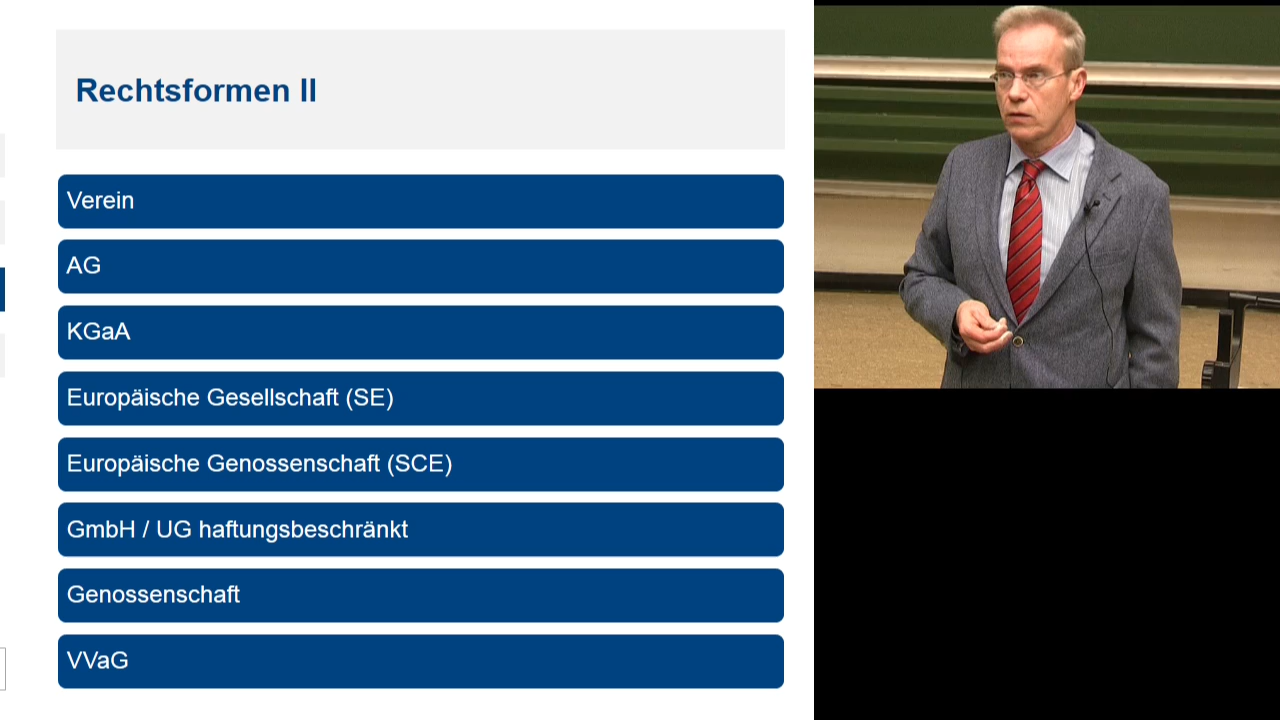 Rechtsformen II
Verein
AG
KGaA
Europäische Gesellschaft (SE)
Europäische Genossenschaft (SCE)
GmbH / UG haftungsbeschränkt
Genossenschaft
VVaG